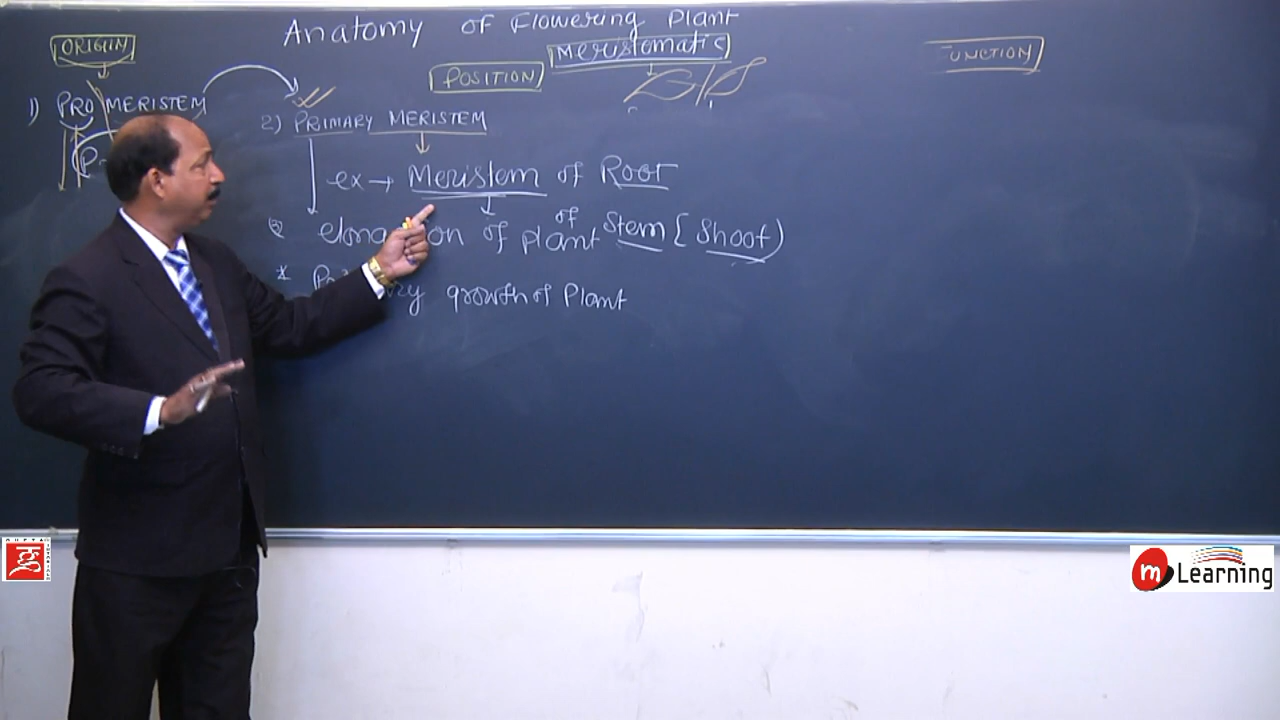 Anatomy of Flowering Plant
Meristematic
ORIGIN
POSITION
FUNCTION
1) PRO MERISTEM
2) PRIMARY MERISTEM
ex → Meristem of Root
of Stem (Shoot)
of plant
growth of Plant
m Learning